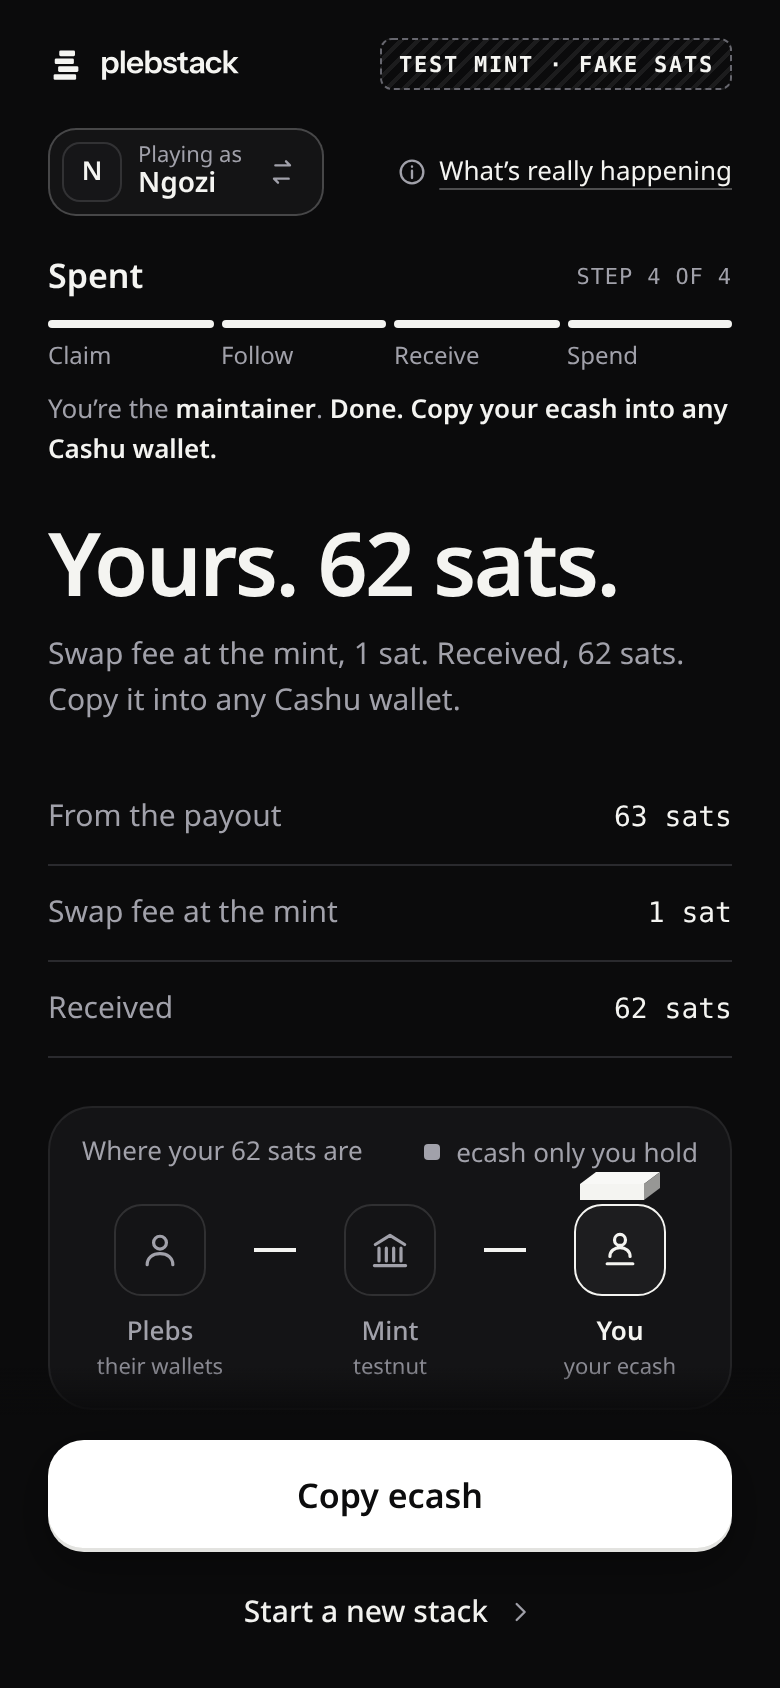 plebstack
TEST MINT · FAKE SATS
N
Playing as
Ngozi
What’s really happening
Spent
STEP 4 OF 4
Claim
Follow
Receive
Spend
You’re the maintainer. Done. Copy your ecash into any
Cashu wallet.
Yours. 62 sats.
Swap fee at the mint, 1 sat. Received, 62 sats.
Copy it into any Cashu wallet.
From the payout
63 sats
Swap fee at the mint
1 sat
Received
62 sats
Where your 62 sats are
ecash only you hold
Plebs
their wallets
Mint
testnut
You
your ecash
Copy ecash
Start a new stack